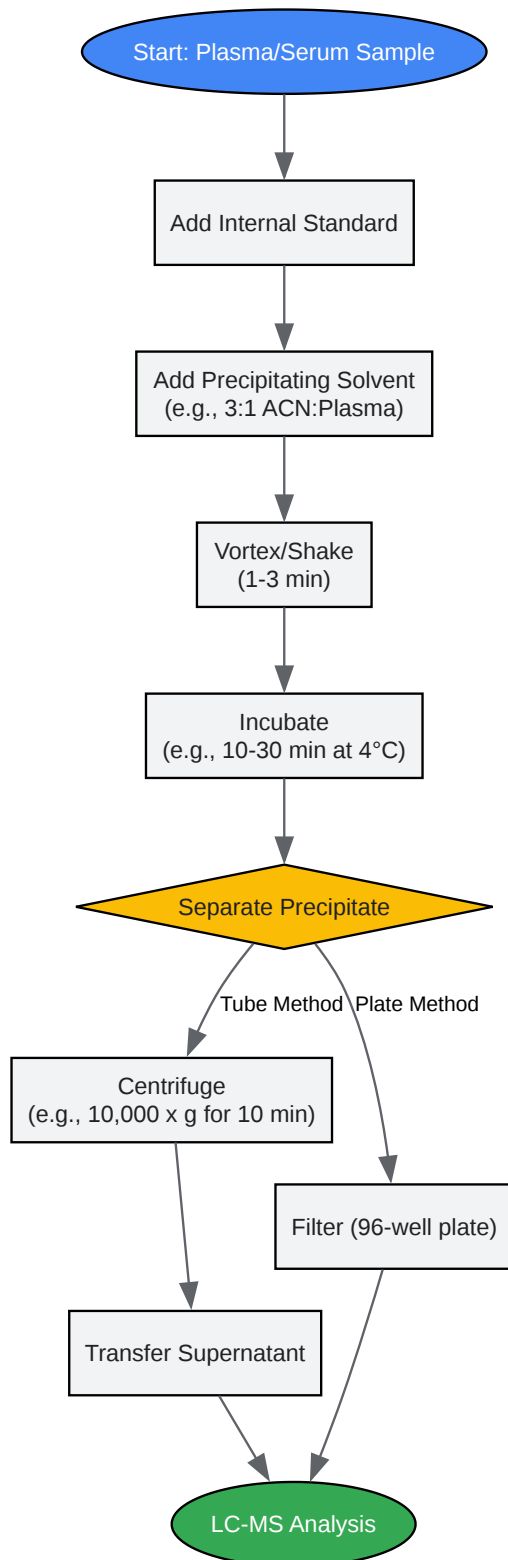 Start: Plasma/Serum Sample
Add Internal Standard
Add Precipitating Solvent
(e.g., 3:1 ACN:Plasma)
Vortex/Shake
(1-3 min)
Incubate
(e.g., 10-30 min at 4°C)
Separate Precipitate
Tube Method
Plate Method
Centrifuge
(e.g., 10,000 x g for 10 min)
Filter (96-well plate)
Transfer Supernatant
LC-MS Analysis